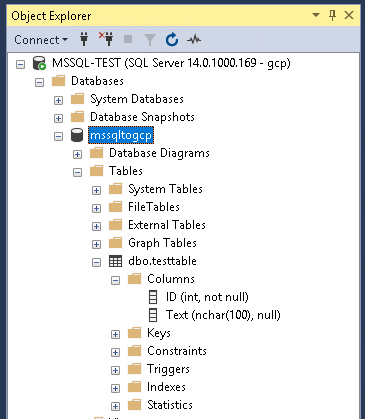 Object Explorer
Connect
MSSQL-TEST (SQL Server 14.0.1000.169 - gcp)
Databases
System Databases
Database Snapshots
mssqltogcp
Database Diagrams
Tables
System Tables
FileTables
External Tables
Graph Tables
dbo.testtable
Columns
ID (int, not null)
Text (nchar(100), null)
Keys
Constraints
Triggers
Indexes
Statistics